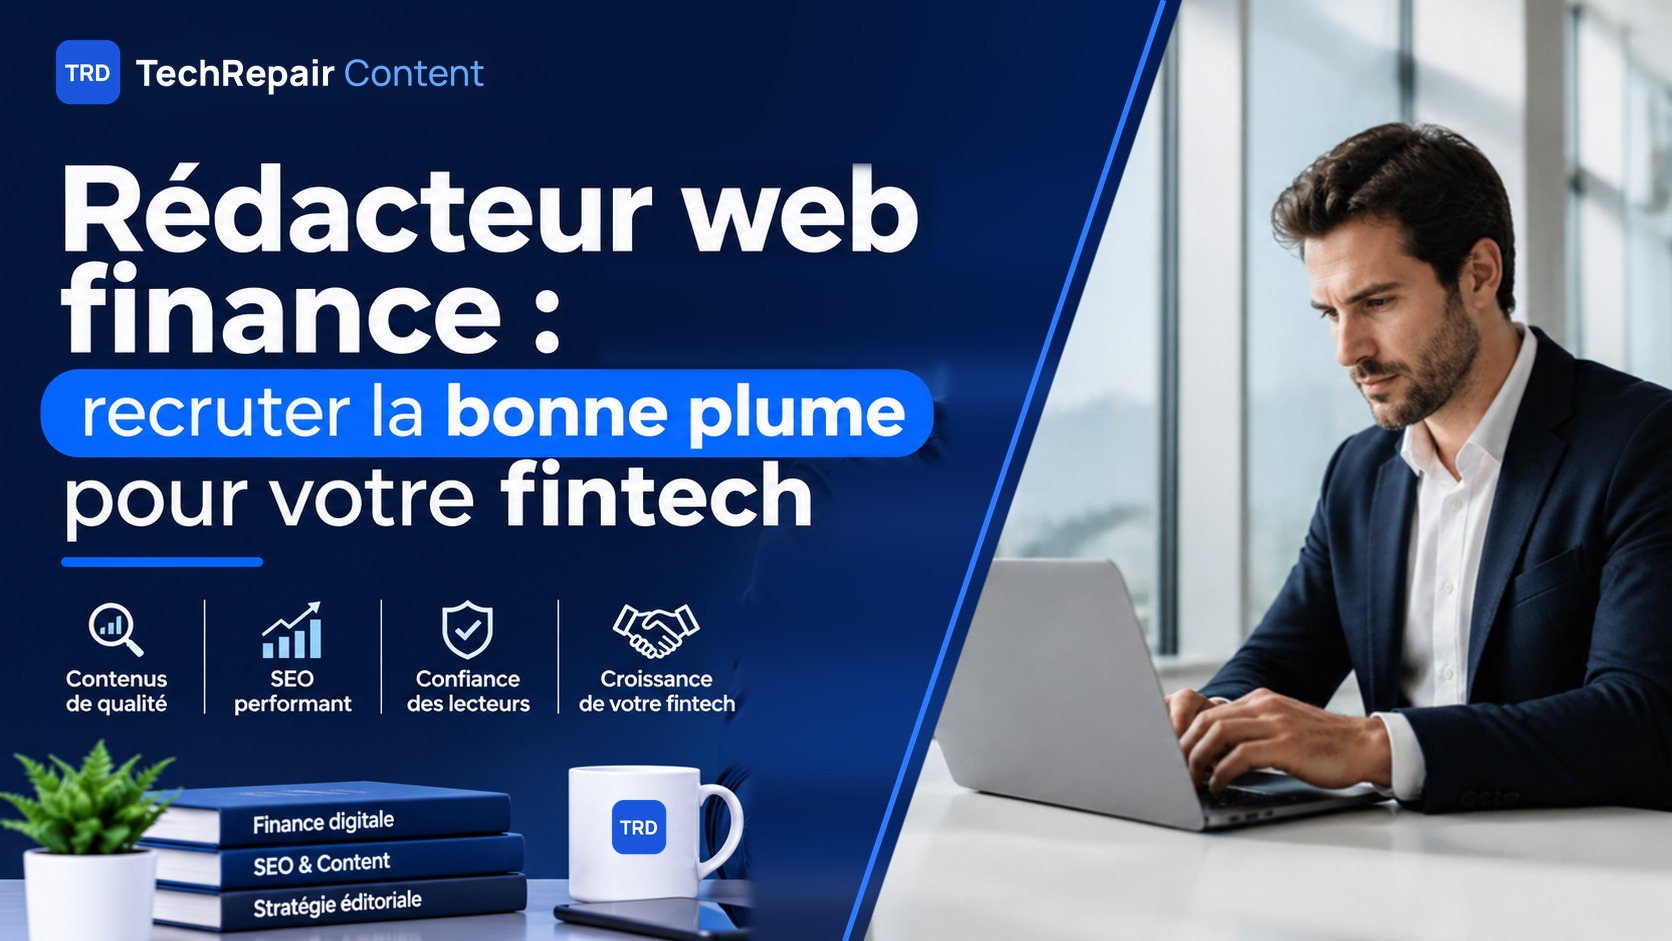 TRD TechRepair Content
Rédacteur web
finance :
recruter la bonne plume
pour votre fintech
Contenus
de qualité
SEO
performant
Confiance
des lecteurs
Croissance
de votre fintech
Finance digitale
SEO & Content
Stratégie éditoriale
TRD